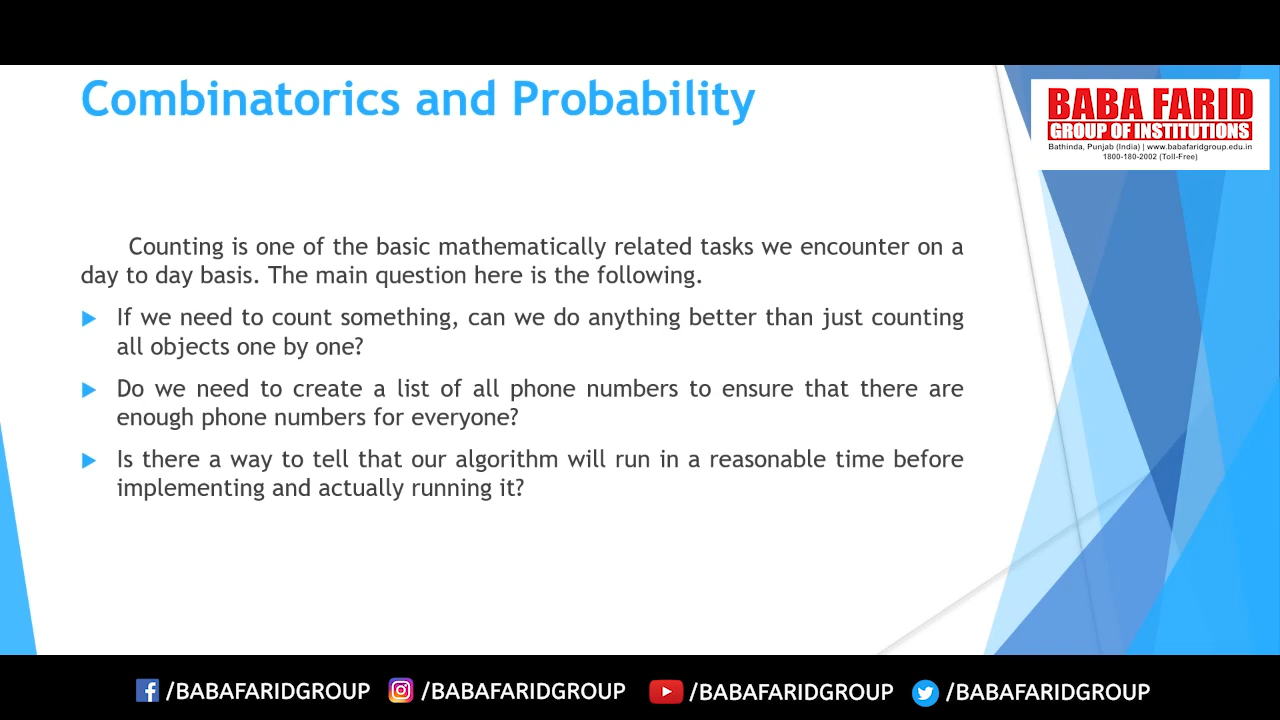 Combinatorics and Probability
BABA FARID
GROUP OF INSTITUTIONS
Bathinda, Punjab (India) | www.babafaridgroup.edu.in
1800-180-2002 (Toll-Free)
Counting is one of the basic mathematically related tasks we encounter on a
day to day basis. The main question here is the following.
If we need to count something, can we do anything better than just counting
all objects one by one?
Do we need to create a list of all phone numbers to ensure that there are
enough phone numbers for everyone?
Is there a way to tell that our algorithm will run in a reasonable time before
implementing and actually running it?
/BABAFARIDGROUP /BABAFARIDGROUP /BABAFARIDGROUP /BABAFARIDGROUP